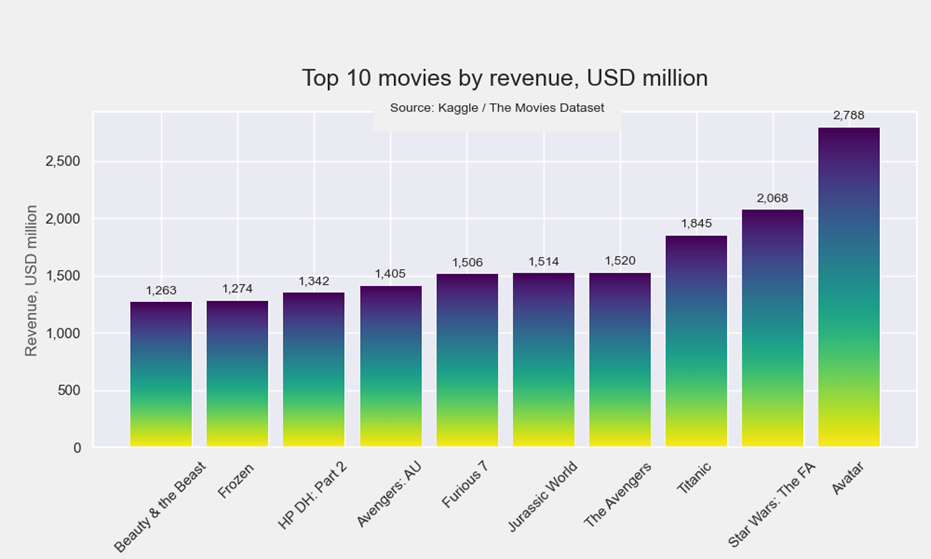 Top 10 movies by revenue, USD million
Source: Kaggle / The Movies Dataset
Revenue, USD million
2,500
2,000
1,500
1,000
500
0
1,263
1,274
1,342
1,405
1,506
1,514
1,520
1,845
2,068
2,788
Beauty & the Beast
Frozen
HP DH: Part 2
Avengers: AU
Furious 7
Jurassic World
The Avengers
Titanic
Star Wars: The FA
Avatar